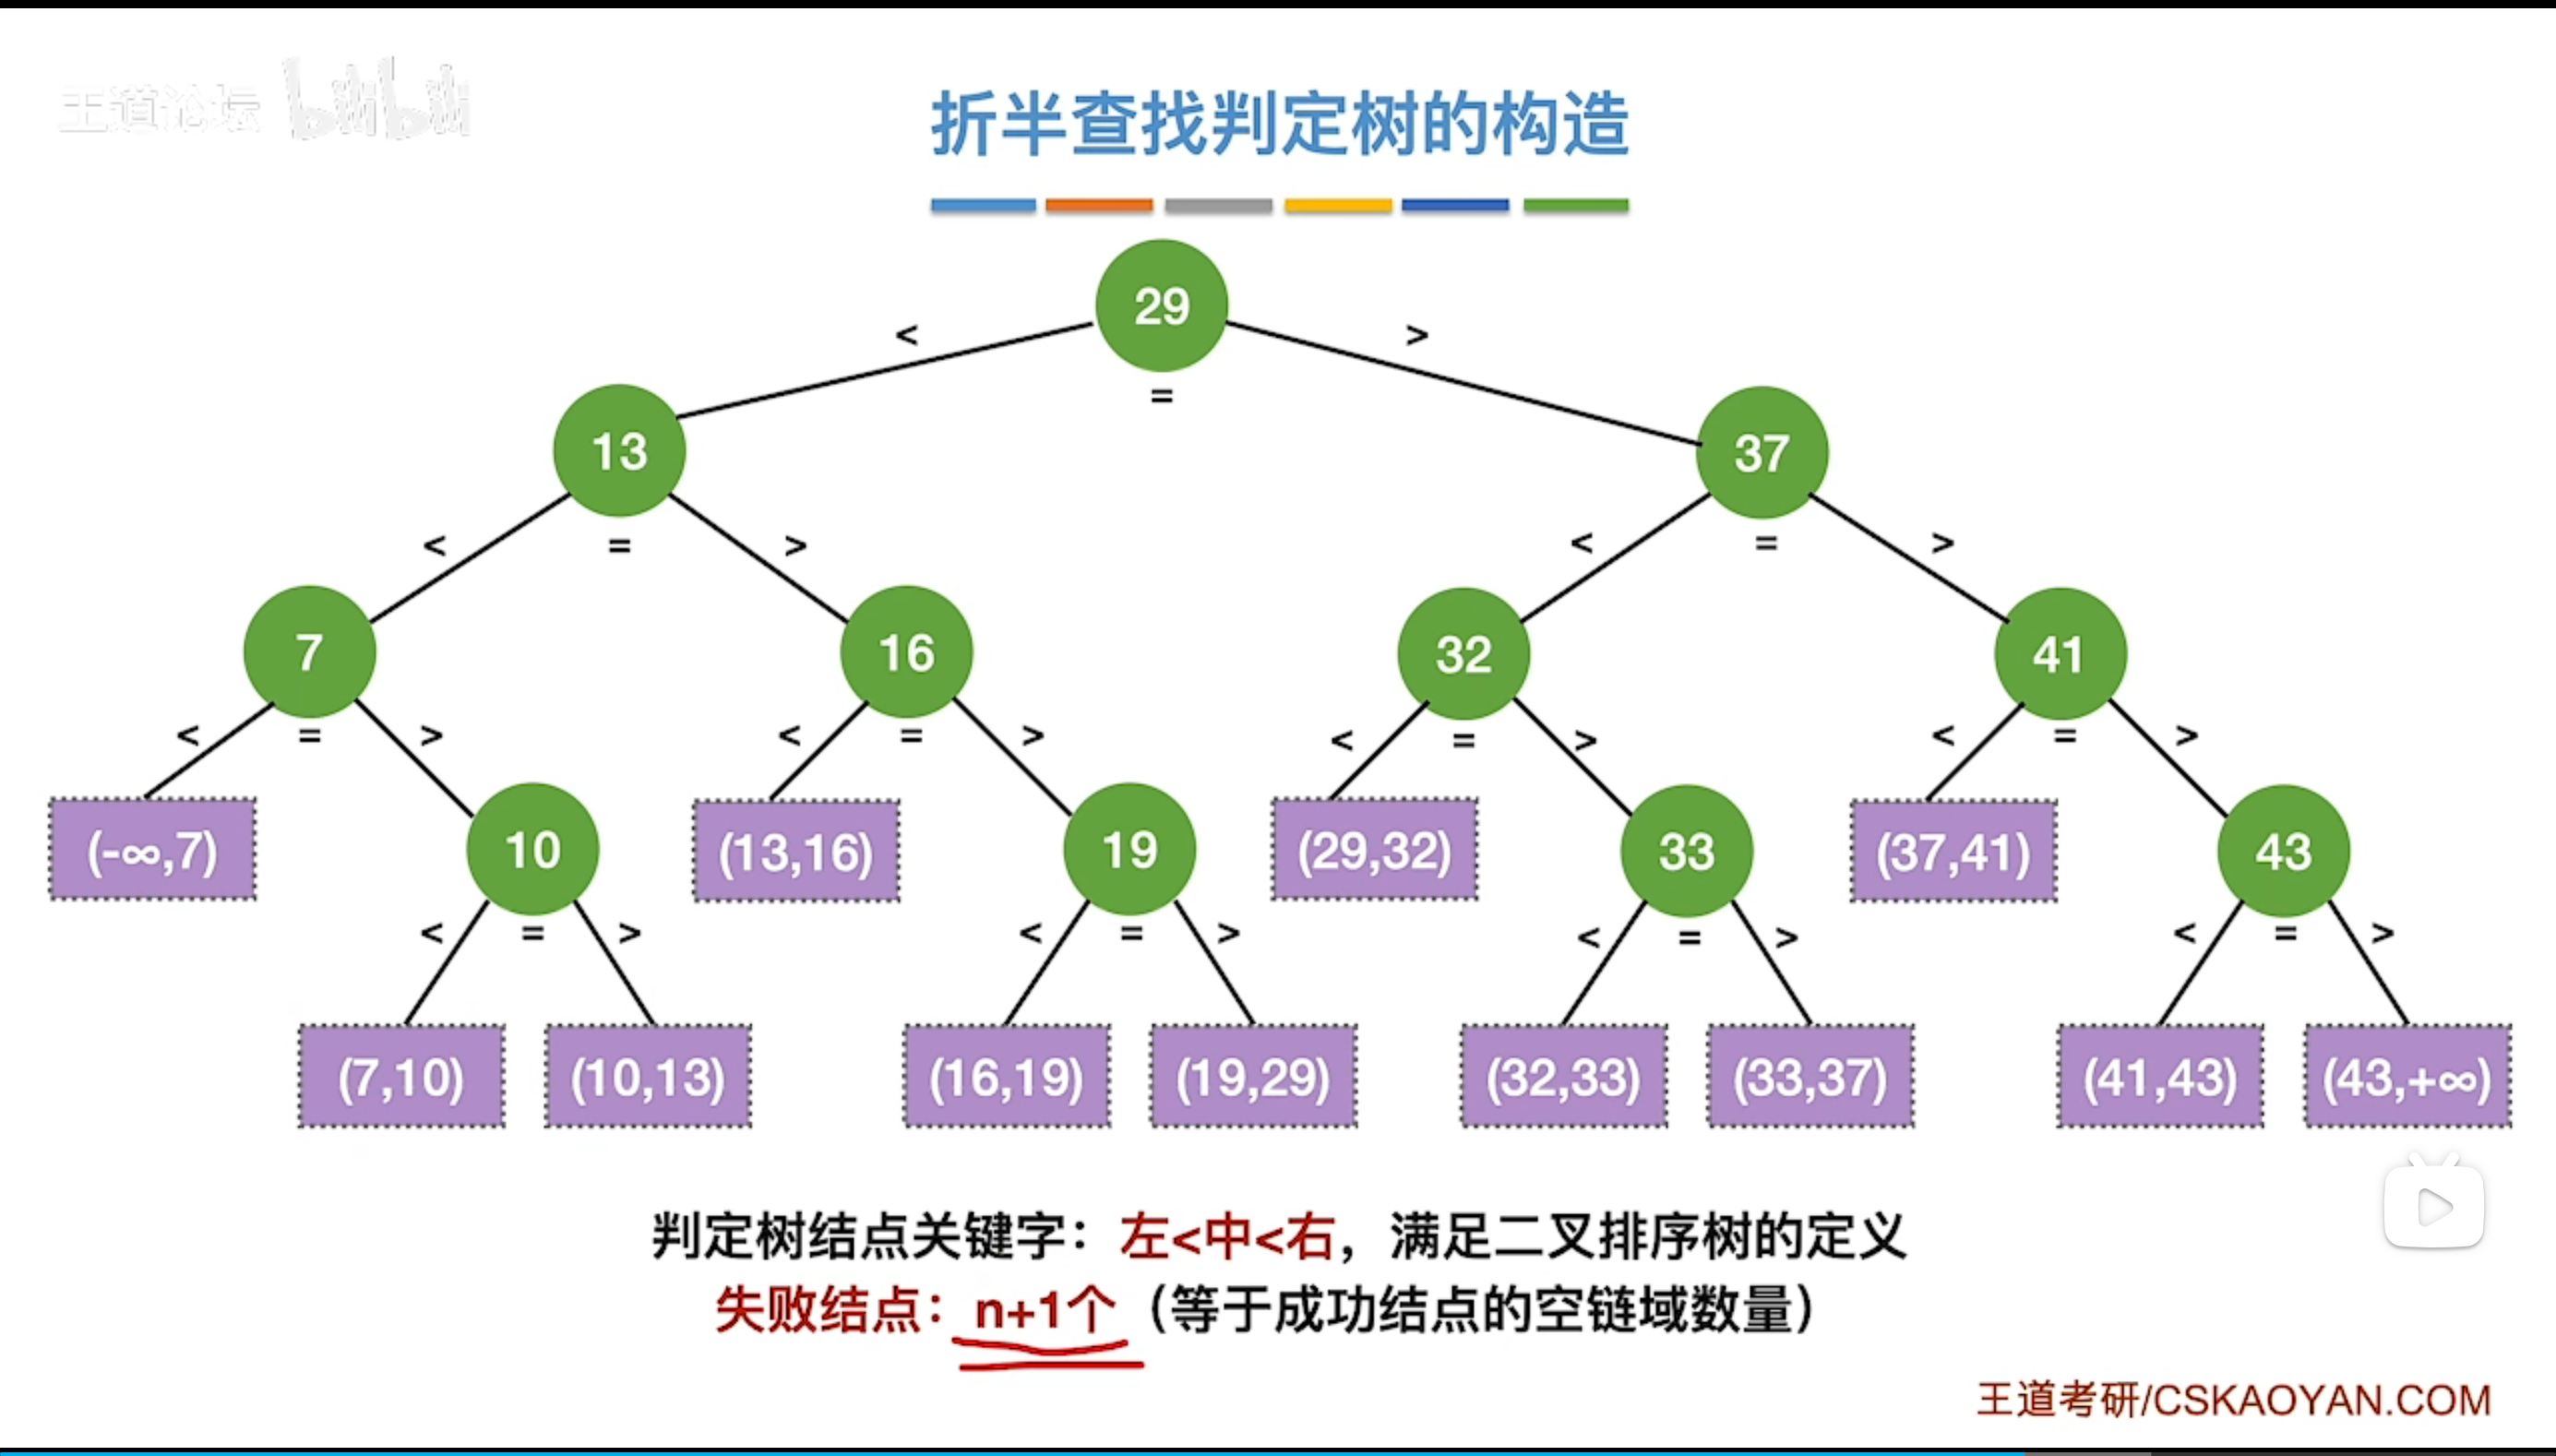 王道论坛 bilibili
折半查找判定树的构造
29
< >
=
13 37
< = > < = >
7 16 32 41
< = > < = > < = > < = >
(-∞,7) 10 (13,16) 19 (29,32) 33 (37,41) 43
< = > < = > < = > < = >
(7,10) (10,13) (16,19) (19,29) (32,33) (33,37) (41,43) (43,+∞)
判定树结点关键字：左<中<右，满足二叉排序树的定义
失败结点：n+1个（等于成功结点的空链域数量）
王道考研/CSKAOYAN.COM